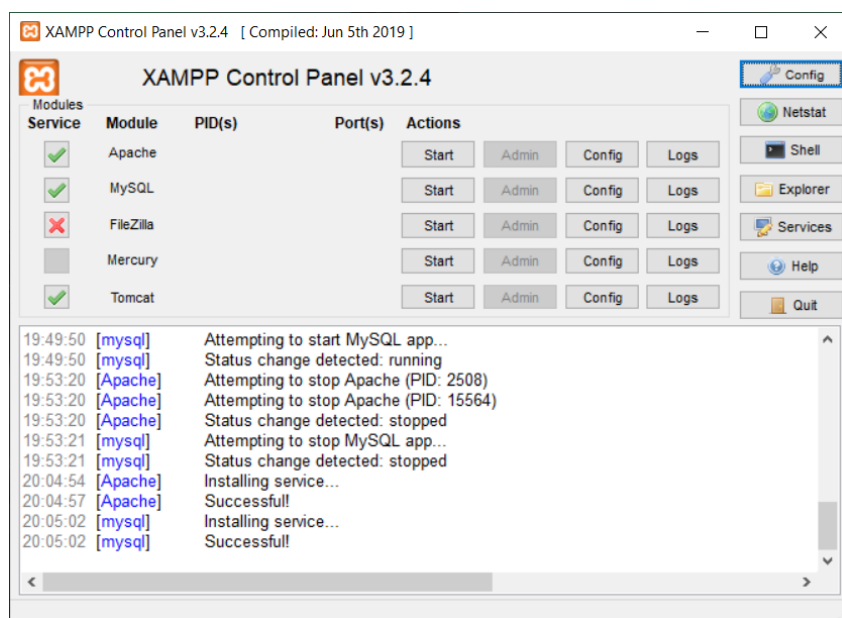 XAMPP Control Panel v3.2.4 [ Compiled: Jun 5th 2019 ]
XAMPP Control Panel v3.2.4
Config
Modules
Service Module PID(s) Port(s) Actions
Netstat
Apache Start Admin Config Logs
Shell
MySQL Start Admin Config Logs
Explorer
FileZilla Start Admin Config Logs
Services
Mercury Start Admin Config Logs
Help
Tomcat Start Admin Config Logs
Quit
19:49:50 [mysql] Attempting to start MySQL app...
19:49:50 [mysql] Status change detected: running
19:53:20 [Apache] Attempting to stop Apache (PID: 2508)
19:53:20 [Apache] Attempting to stop Apache (PID: 15564)
19:53:20 [Apache] Status change detected: stopped
19:53:21 [mysql] Attempting to stop MySQL app...
19:53:21 [mysql] Status change detected: stopped
20:04:54 [Apache] Installing service...
20:04:57 [Apache] Successful!
20:05:02 [mysql] Installing service...
20:05:02 [mysql] Successful!